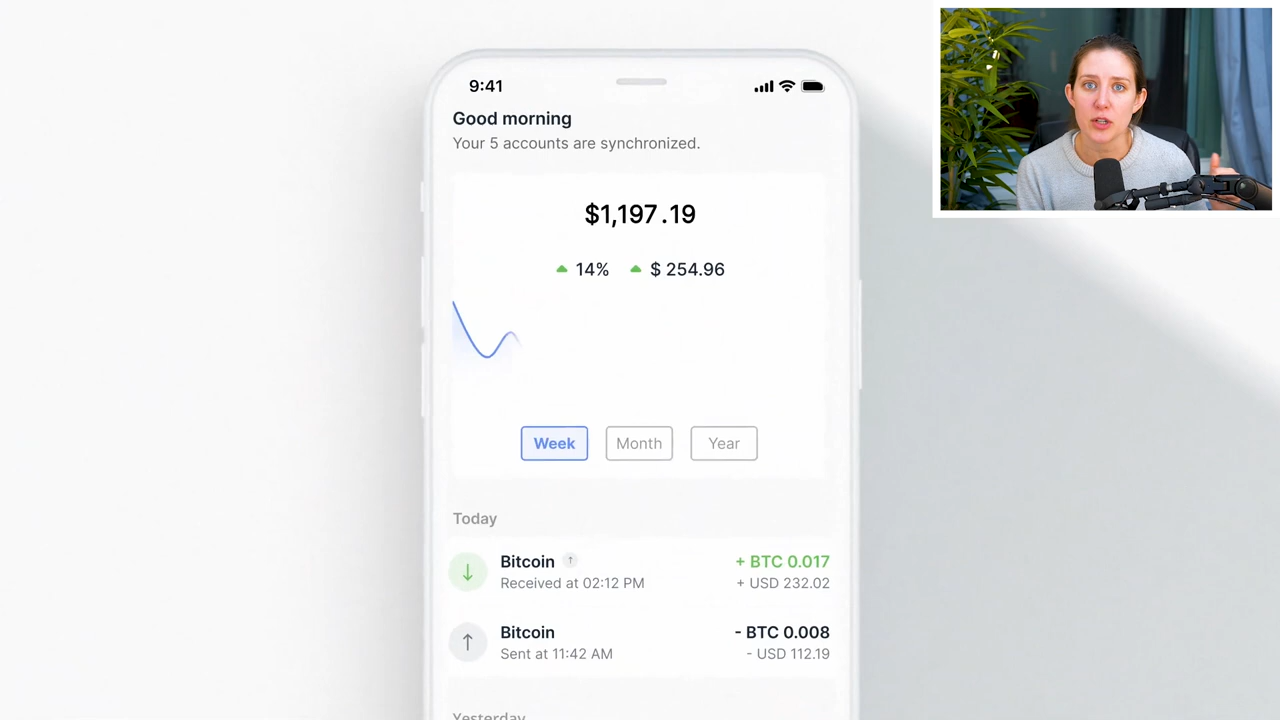 9:41
Good morning
Your 5 accounts are synchronized.
$1,197.19
14% $ 254.96
Week Month Year
Today
Bitcoin + BTC 0.017
Received at 02:12 PM + USD 232.02
Bitcoin - BTC 0.008
Sent at 11:42 AM - USD 112.19
Yesterday